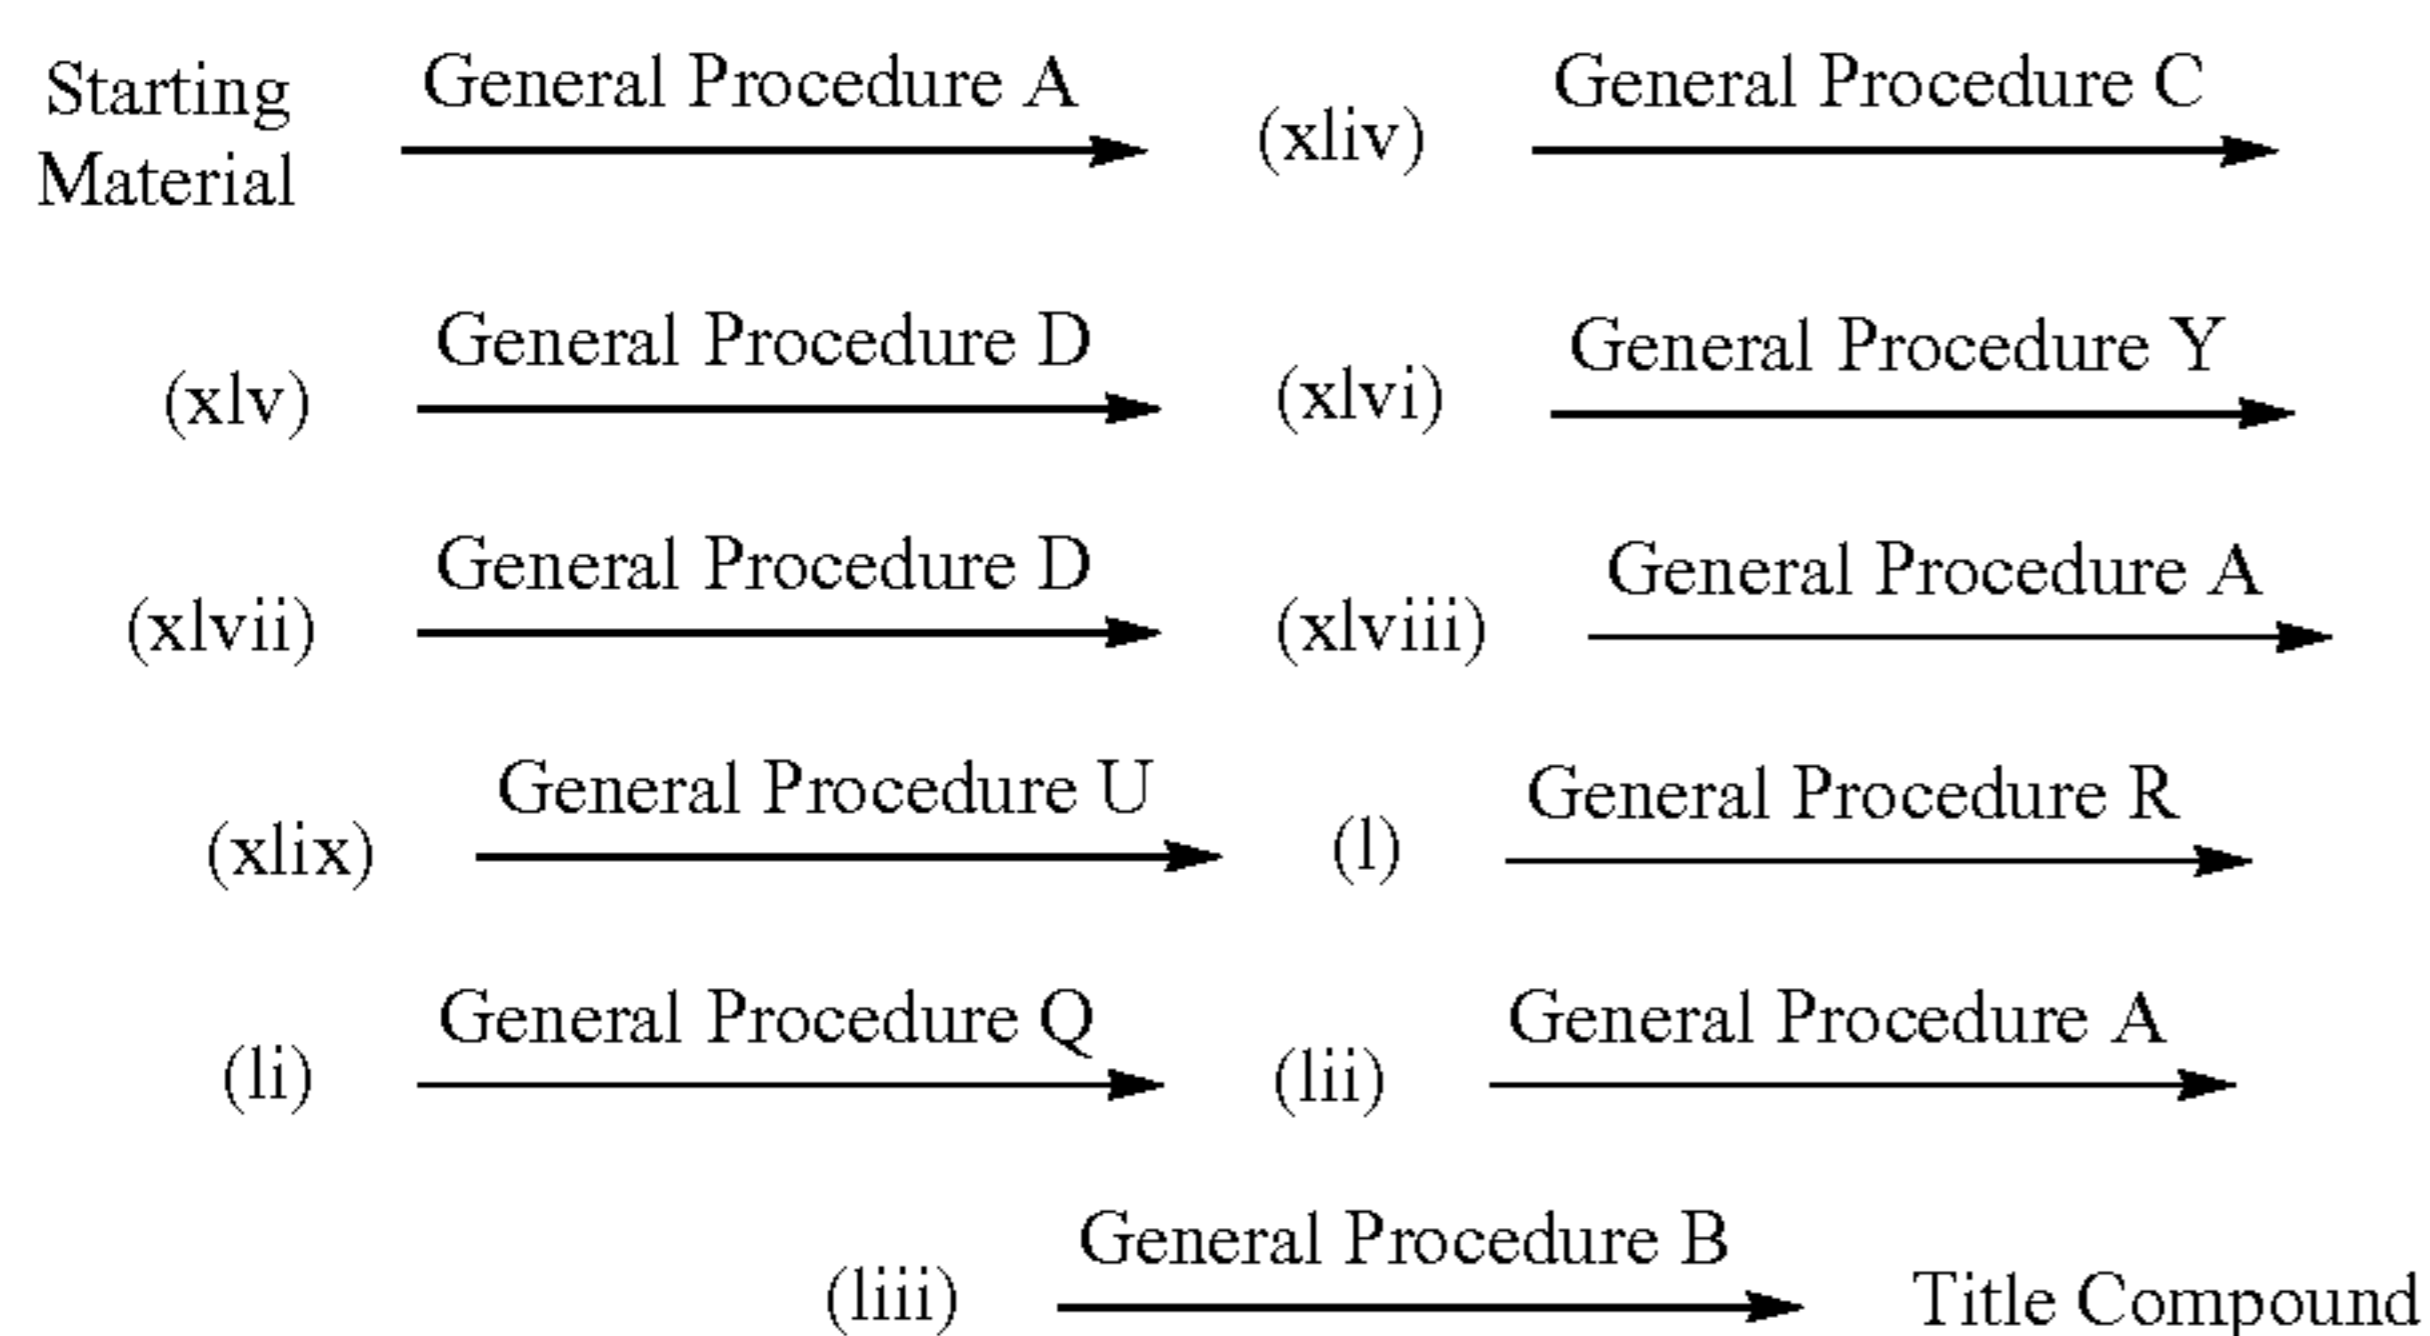 Starting Material General Procedure A (xliv) General Procedure C
(xlv) General Procedure D (xlvi) General Procedure Y
(xlvii) General Procedure D (xlviii) General Procedure A
(xlix) General Procedure U (l) General Procedure R
(li) General Procedure Q (lii) General Procedure A
(liii) General Procedure B Title Compound